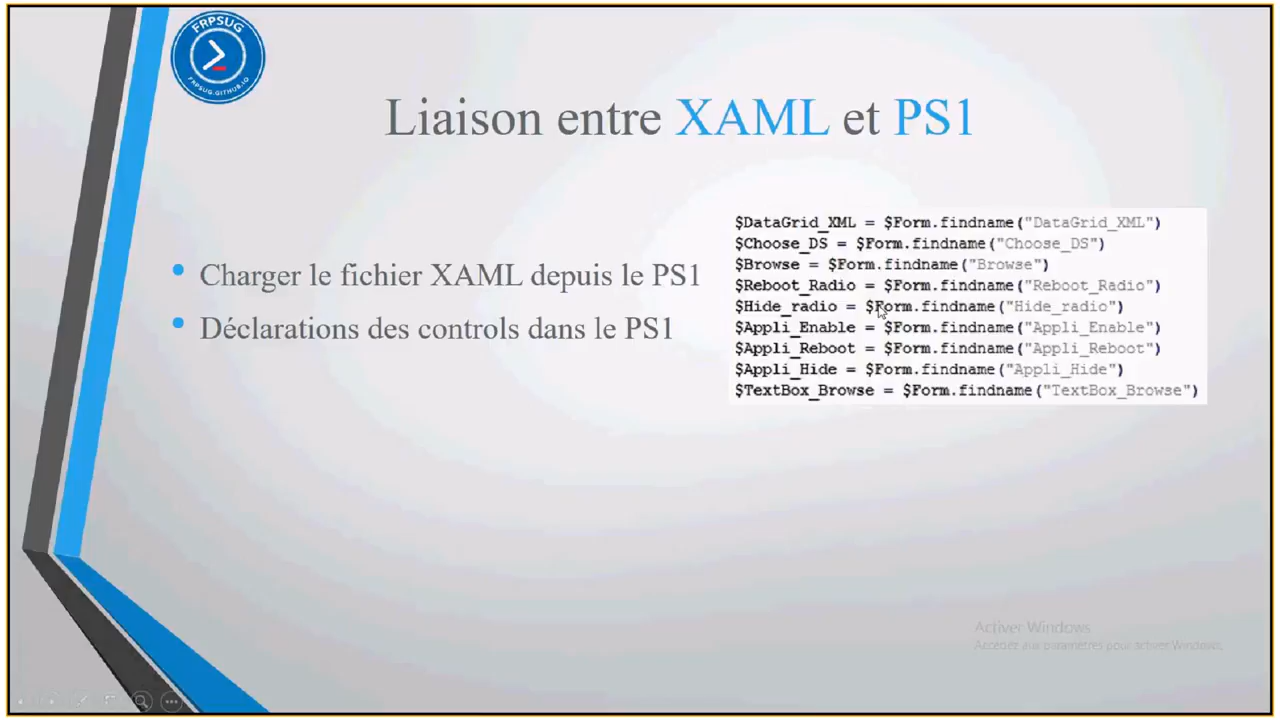 FRPSUG
FRPSUG.GITHUB.IO
Liaison entre XAML et PS1
• Charger le fichier XAML depuis le PS1
• Déclarations des controls dans le PS1
$DataGrid_XML = $Form.findname("DataGrid_XML")
$Choose_DS = $Form.findname("Choose_DS")
$Browse = $Form.findname("Browse")
$Reboot_Radio = $Form.findname("Reboot_Radio")
$Hide_radio = $Form.findname("Hide_radio")
$Appli_Enable = $Form.findname("Appli_Enable")
$Appli_Reboot = $Form.findname("Appli_Reboot")
$Appli_Hide = $Form.findname("Appli_Hide")
$TextBox_Browse = $Form.findname("TextBox_Browse")
Activer Windows
Accédez aux paramètres pour activer Windows.